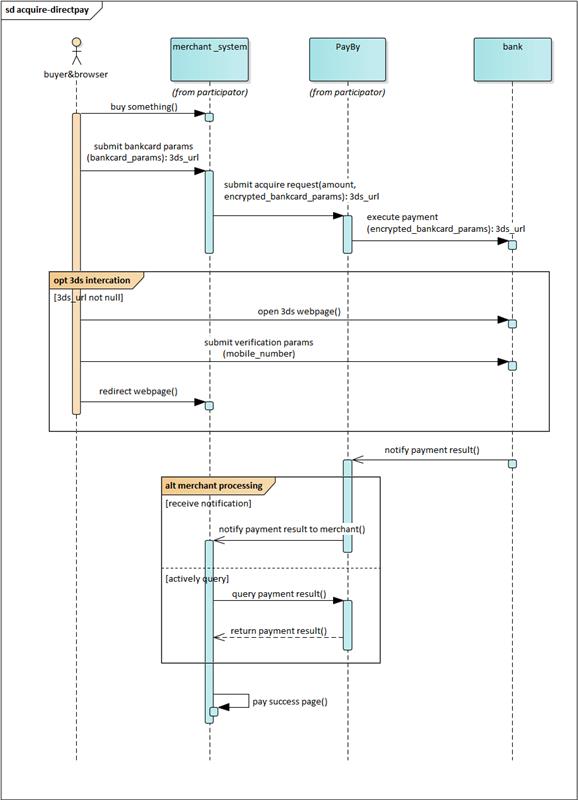 sd acquire-directpay
buyer&browser
merchant _system
(from participator)
PayBy
(from participator)
bank
buy something()
submit bankcard params
(bankcard_params): 3ds_url
submit acquire request(amount,
encrypted_bankcard_params): 3ds_url
execute payment
(encrypted_bankcard_params): 3ds_url
opt 3ds intercation
[3ds_url not null]
open 3ds webpage()
submit verification params
(mobile_number)
redirect webpage()
notify payment result()
alt merchant processing
[receive notification]
notify payment result to merchant()
[actively query]
query payment result()
return payment result()
pay success page()